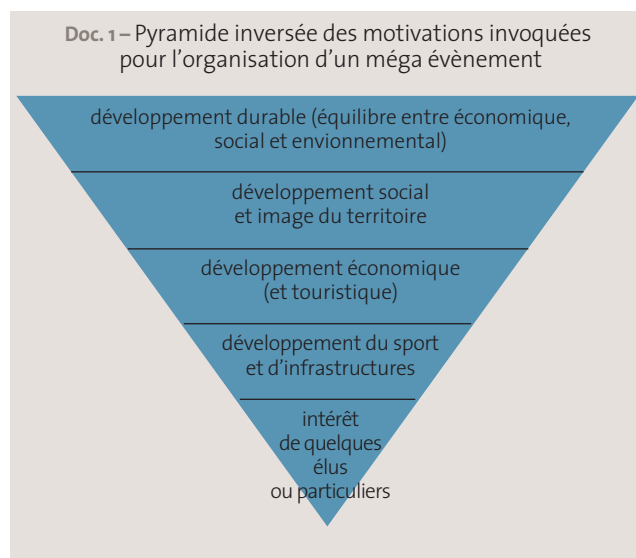 Doc. 1 – Pyramide inversée des motivations invoquées
pour l’organisation d’un méga évènement
développement durable (équilibre entre économique,
social et envionnemental)
développement social
et image du territoire
développement économique
(et touristique)
développement du sport
et d’infrastructures
intérêt
de quelques
élus
ou particuliers